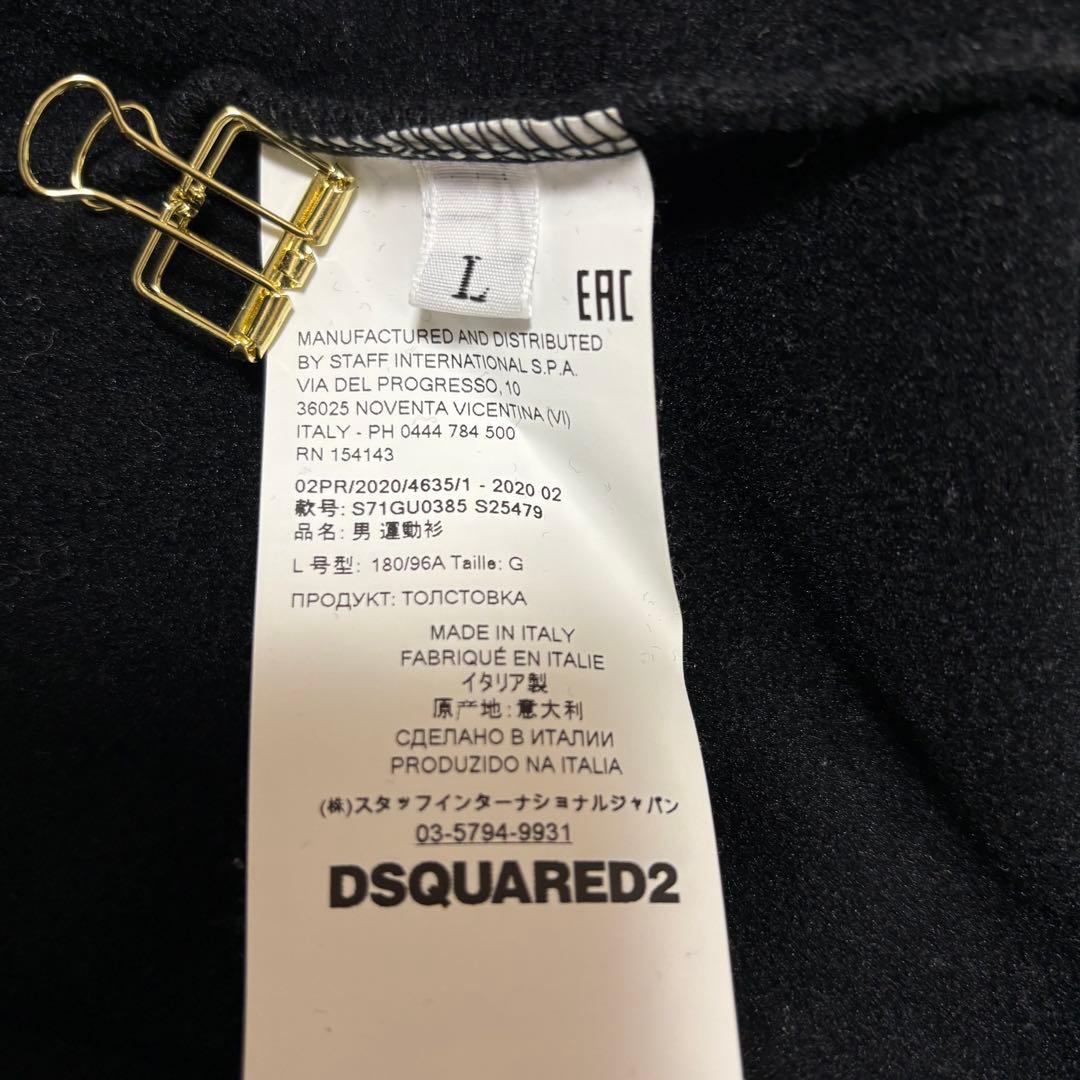 L
EAC
MANUFACTURED AND DISTRIBUTED
BY STAFF INTERNATIONAL S.P.A.
VIA DEL PROGRESSO, 10
36025 NOVENTA VICENTINA (VI)
ITALY - PH 0444 784 500
RN 154143
02PR/2020/4635/1 - 2020 02
款号: S71GU0385 S25479
品名: 男 運動衫
L 号型: 180/96A Taille: G
ПРОДУКТ: ТОЛСТОВКА
MADE IN ITALY
FABRIQUÉ EN ITALIE
イタリア製
原产地: 意大利
СДЕЛАНО В ИТАЛИИ
PRODUZIDO NA ITALIA
(株)スタッフインターナショナルジャパン
03-5794-9931
DSQUARED2